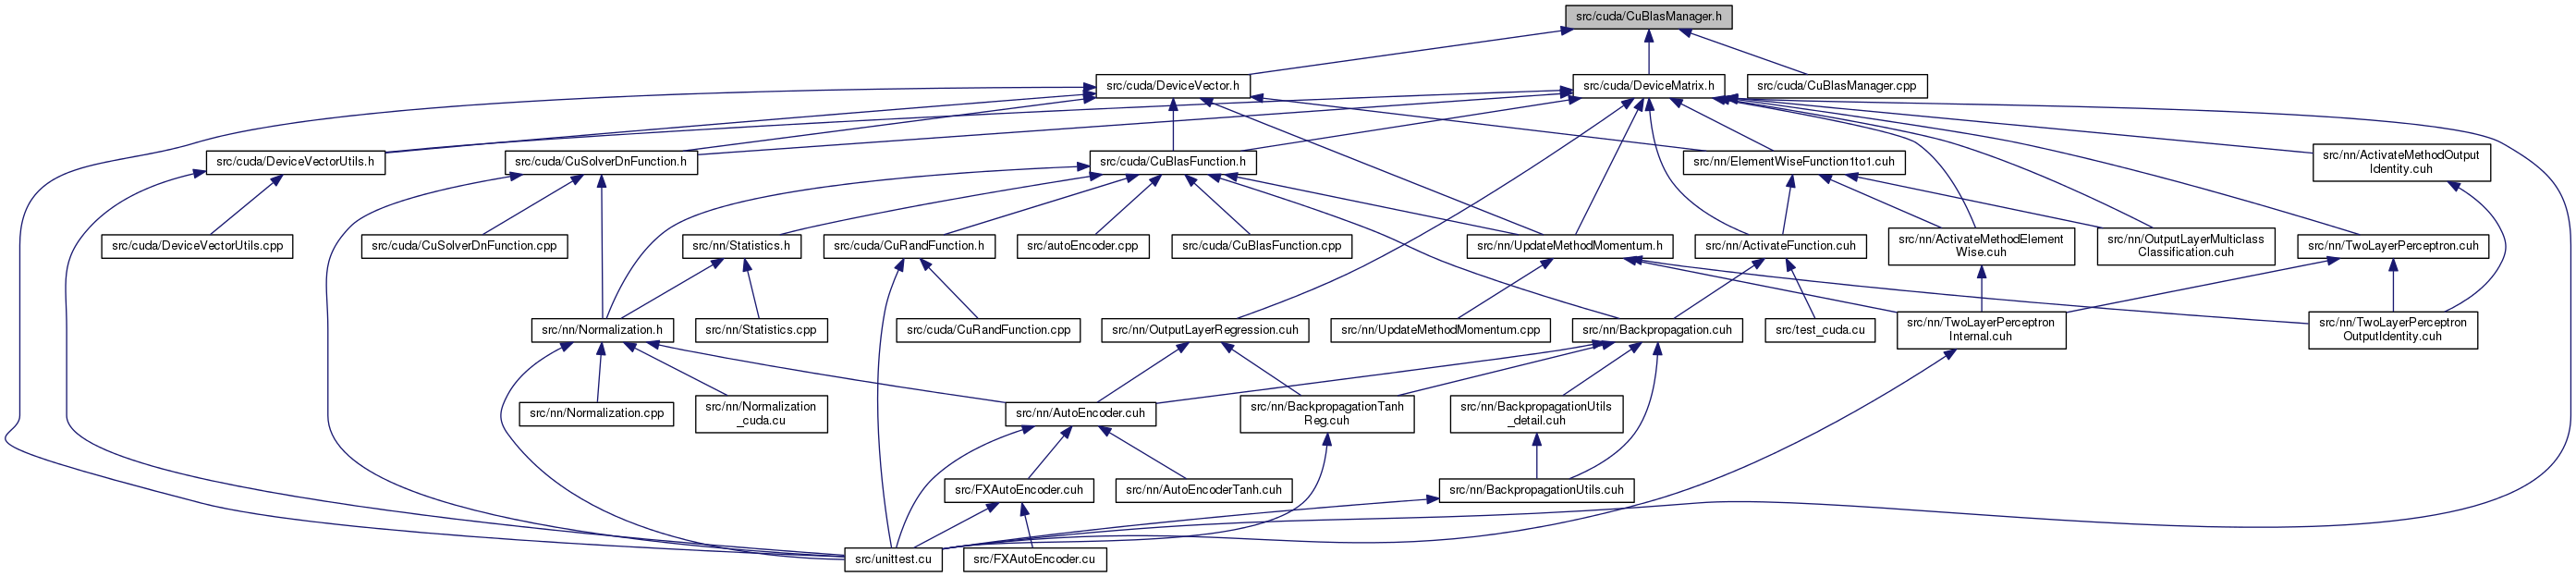 src/cuda/CuBlasManager.h
src/cuda/DeviceVector.h
src/cuda/DeviceMatrix.h
src/cuda/CuBlasManager.cpp
src/cuda/DeviceVectorUtils.h
src/cuda/CuSolverDnFunction.h
src/cuda/CuBlasFunction.h
src/nn/ElementWiseFunction1to1.cuh
src/nn/ActivateMethodOutput
Identity.cuh
src/cuda/DeviceVectorUtils.cpp
src/cuda/CuSolverDnFunction.cpp
src/nn/Statistics.h
src/cuda/CuRandFunction.h
src/autoEncoder.cpp
src/cuda/CuBlasFunction.cpp
src/nn/UpdateMethodMomentum.h
src/nn/ActivateFunction.cuh
src/nn/ActivateMethodElement
Wise.cuh
src/nn/OutputLayerMulticlass
Classification.cuh
src/nn/TwoLayerPerceptron.cuh
src/nn/Normalization.h
src/nn/Statistics.cpp
src/cuda/CuRandFunction.cpp
src/nn/OutputLayerRegression.cuh
src/nn/UpdateMethodMomentum.cpp
src/nn/Backpropagation.cuh
src/test_cuda.cu
src/nn/TwoLayerPerceptron
Internal.cuh
src/nn/TwoLayerPerceptron
OutputIdentity.cuh
src/nn/Normalization.cpp
src/nn/Normalization
_cuda.cu
src/nn/AutoEncoder.cuh
src/nn/BackpropagationTanh
Reg.cuh
src/nn/BackpropagationUtils
_detail.cuh
src/FXAutoEncoder.cuh
src/nn/AutoEncoderTanh.cuh
src/nn/BackpropagationUtils.cuh
src/unittest.cu
src/FXAutoEncoder.cu